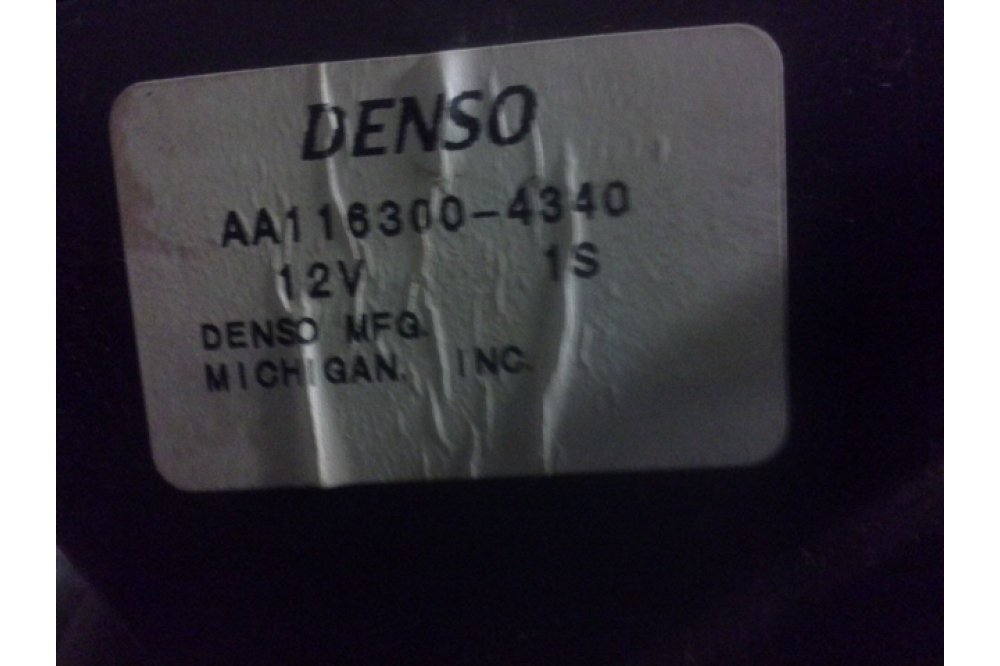 DENSO
AA116300-4340
12V 1S
DENSO MFG.
MICHIGAN. INC.